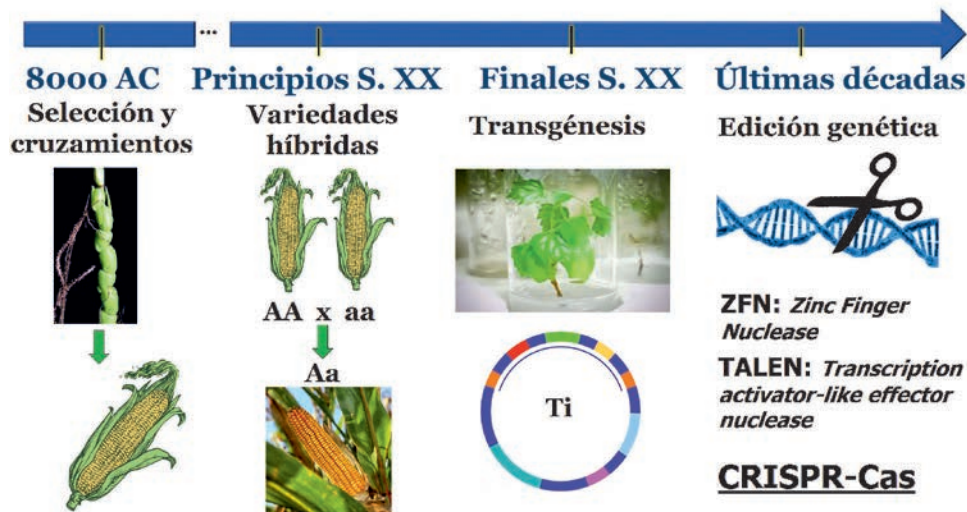 ...
8000 AC
Selección y
cruzamientos
Principios S. XX
Variedades
híbridas
AA x aa
Aa
Finales S. XX
Transgénesis
Ti
Últimas décadas
Edición genética
ZFN: Zinc Finger
Nuclease
TALEN: Transcription
activator-like effector
nuclease
CRISPR-Cas